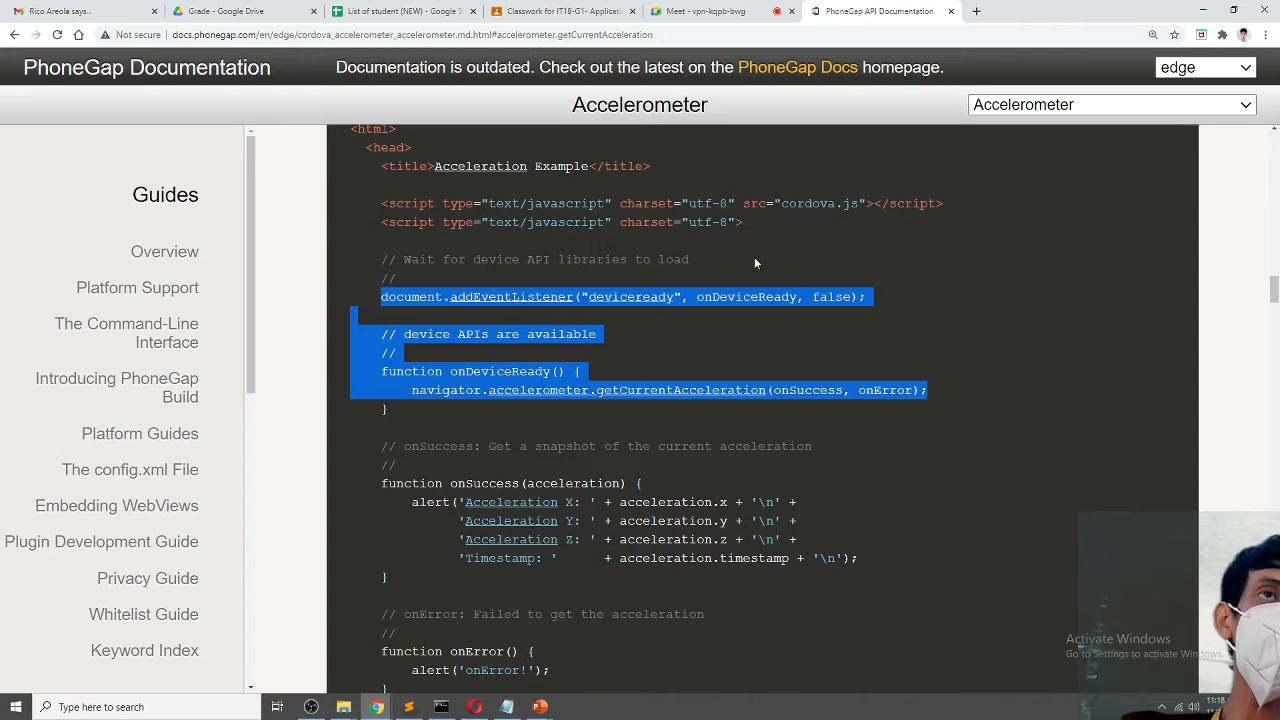 Rico Areola says...
Grade - Google Drive
List of student (NEW) - Google S
Classwork for IT18-G1- Applicati
Meet - vpn-kqpb-bwg
PhoneGap API Documentation
Not secure
docs.phonegap.com/en/edge/cordova_accelerometer_accelerometer.md.html#accelerometer.getCurrentAcceleration
PhoneGap Documentation
Documentation is outdated. Check out the latest on the PhoneGap Docs homepage.
edge
Accelerometer
Accelerometer
Guides
Overview
Platform Support
The Command-Line
Interface
Introducing PhoneGap
Build
Platform Guides
The config.xml File
Embedding WebViews
Plugin Development Guide
Privacy Guide
Whitelist Guide
Keyword Index
<html>
<head>
<title>Acceleration Example</title>
<script type="text/javascript" charset="utf-8" src="cordova.js"></script>
<script type="text/javascript" charset="utf-8">
// Wait for device API libraries to load
//
document.addEventListener("deviceready", onDeviceReady, false);
// device APIs are available
//
function onDeviceReady() {
navigator.accelerometer.getCurrentAcceleration(onSuccess, onError);
}
// onSuccess: Get a snapshot of the current acceleration
//
function onSuccess(acceleration) {
alert('Acceleration X: ' + acceleration.x + '\n' +
'Acceleration Y: ' + acceleration.y + '\n' +
'Acceleration Z: ' + acceleration.z + '\n' +
'Timestamp: ' + acceleration.timestamp + '\n');
}
// onError: Failed to get the acceleration
//
function onError() {
alert('onError!');
}
Activate Windows
Go to Settings to activate Windows.
Type here to search
11:18